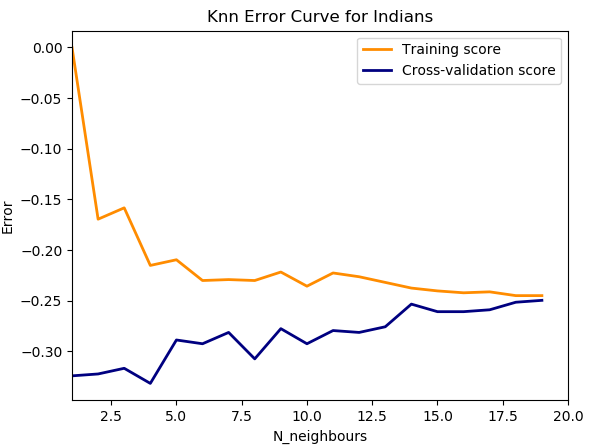 Knn Error Curve for Indians
Training score
Cross-validation score
0.00
−0.05
−0.10
−0.15
−0.20
−0.25
−0.30
Error
2.5 5.0 7.5 10.0 12.5 15.0 17.5 20.0
N_neighbours